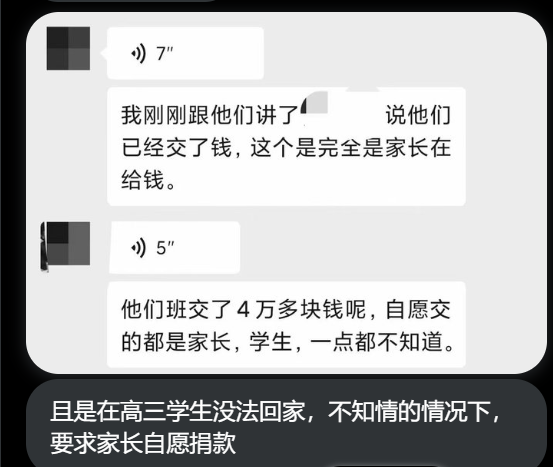 7"
我刚刚跟他们讲了 说他们
已经交了钱，这个是完全是家长在
给钱。
5"
他们班交了4万多块钱呢，自愿交
的都是家长，学生，一点都不知道。
且是在高三学生没法回家，不知情的情况下，
要求家长自愿捐款